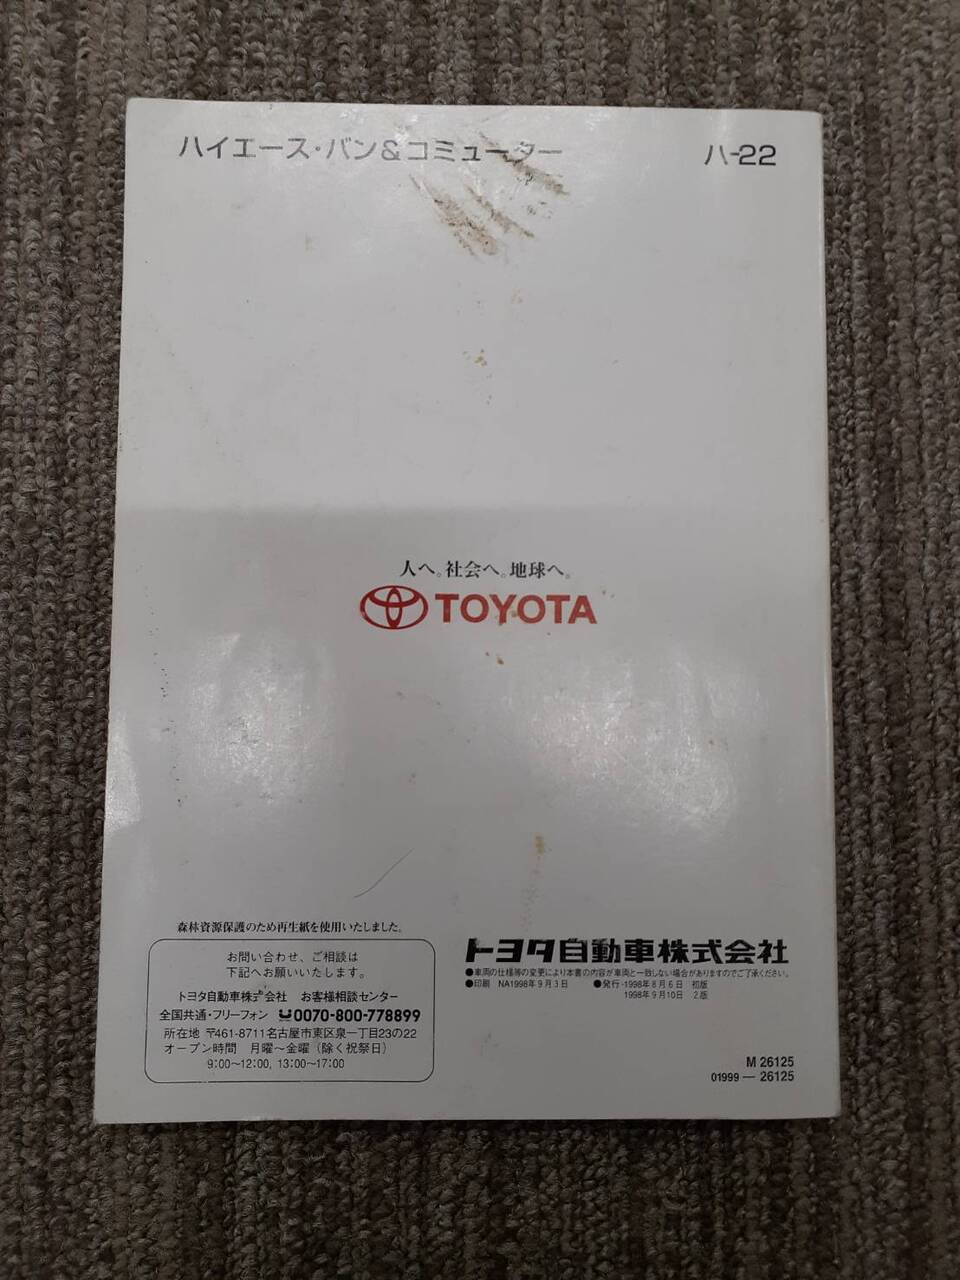 ハイエース・バン&コミューター
ハ-22
人へ。社会へ。地球へ。
TOYOTA
森林資源保護のため再生紙を使用いたしました。
お問い合わせ、ご相談は
下記へお願いいたします。
トヨタ自動車株式会社 お客様相談センター
全国共通・フリーフォン 0070-800-778899
所在地 〒461-8711名古屋市東区泉一丁目23の22
オープン時間 月曜〜金曜(除く祝祭日)
9:00〜12:00, 13:00〜17:00
トヨタ自動車株式会社
●車両の仕様等の変更により本書の内容が車両と一致しない場合がありますのでご了承ください。
●印刷 NA1998年9月3日 ●発行-1998年8月6日 初版
1998年9月10日 2版
M 26125
01999 — 26125